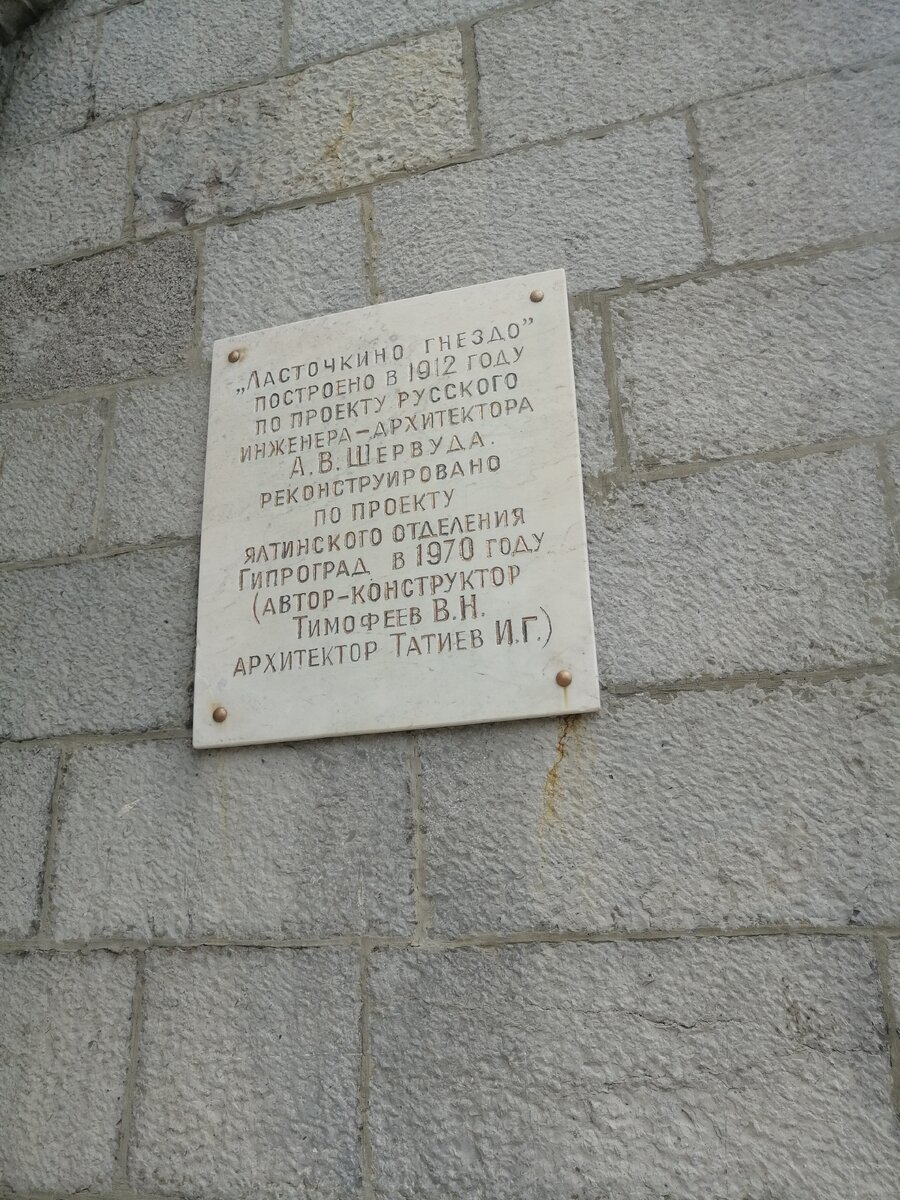 „Ласточкино гнездо”
построено в 1912 году
по проекту русского
инженера-архитектора
А.В. Шервуда.
реконструировано
по проекту
ялтинского отделения
Гипроград в 1970 году
(автор-конструктор
Тимофеев В.Н.
архитектор Татиев И.Г.)